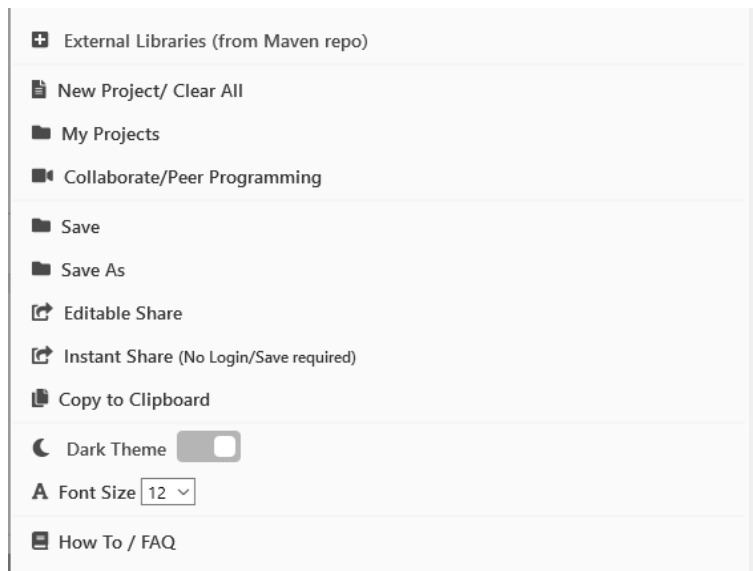 External Libraries (from Maven repo)
New Project/ Clear All
My Projects
Collaborate/Peer Programming
Save
Save As
Editable Share
Instant Share (No Login/Save required)
Copy to Clipboard
Dark Theme
A Font Size 12
How To / FAQ